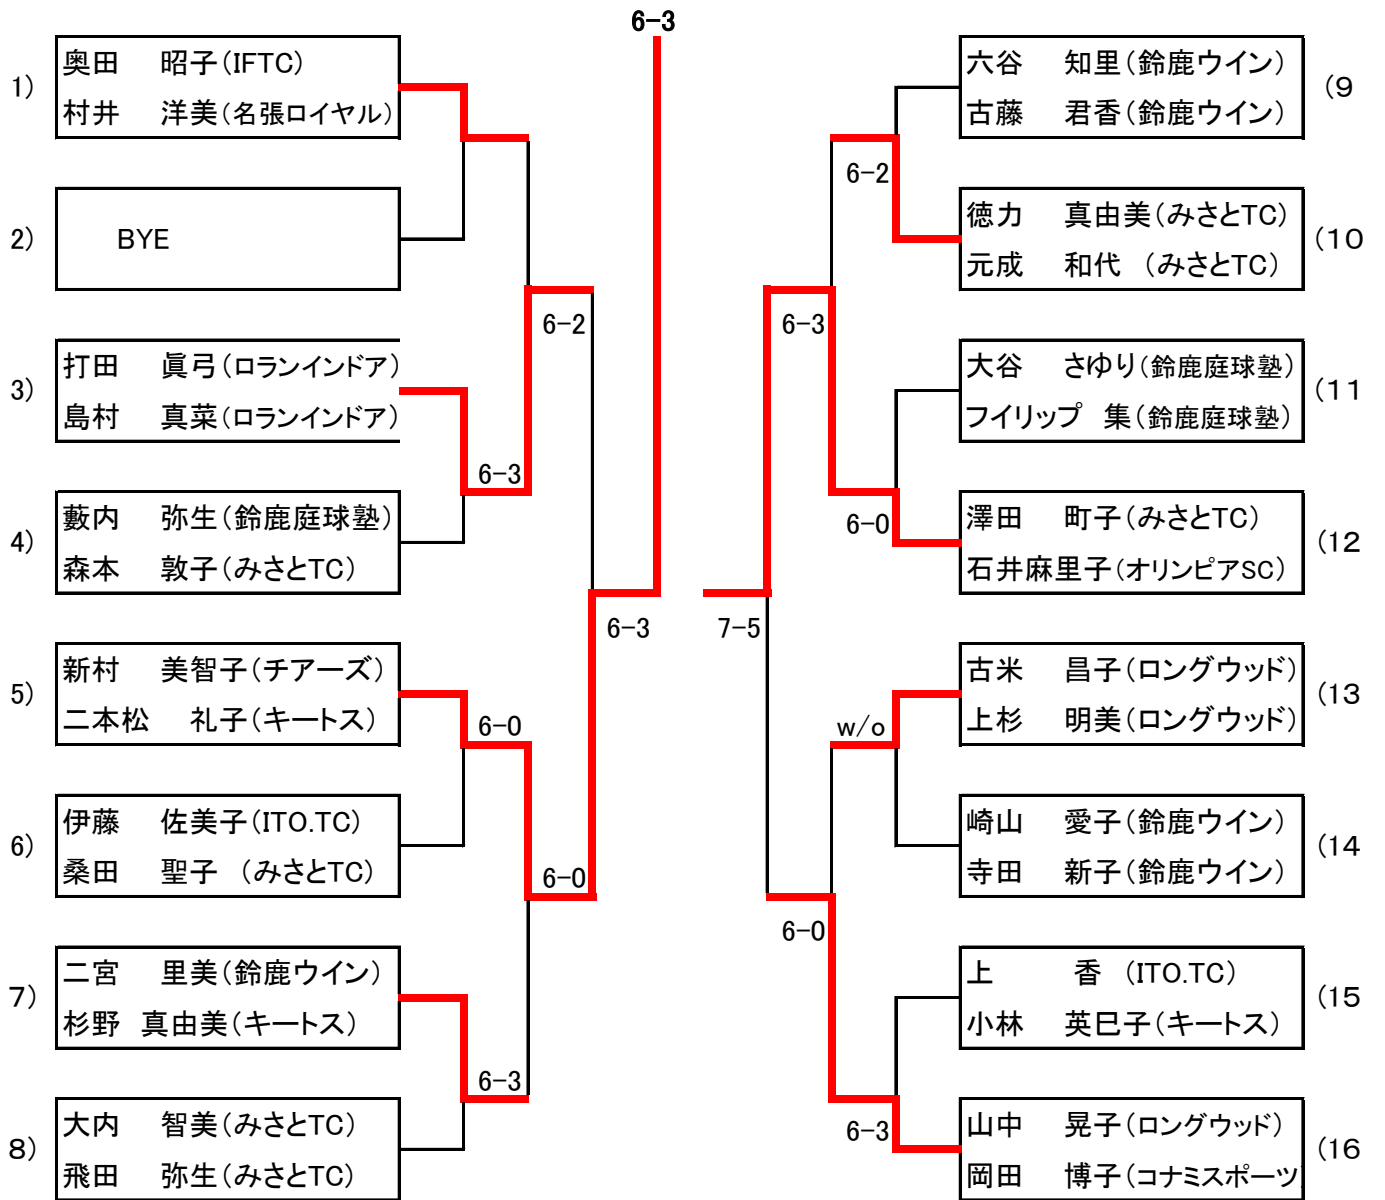 6-3
1)
奥田 昭子(IFTC)
村井 洋美(名張ロイヤル)
2)
BYE
3)
打田 眞弓(ロランインドア)
島村 真菜(ロランインドア)
4)
藪内 弥生(鈴鹿庭球塾)
森本 敦子(みさとTC)
5)
新村 美智子(チアーズ)
二本松 礼子(キートス)
6)
伊藤 佐美子(ITO.TC)
桑田 聖子 (みさとTC)
7)
二宮 里美(鈴鹿ウイン)
杉野 真由美(キートス)
8)
大内 智美(みさとTC)
飛田 弥生(みさとTC)
6-3
6-0
6-3
6-2
6-0
6-3
7-5
6-3
6-0
6-2
6-0
w/o
6-3
六谷 知里(鈴鹿ウイン)
古藤 君香(鈴鹿ウイン)
(9
徳力 真由美(みさとTC)
元成 和代 (みさとTC)
(10
大谷 さゆり(鈴鹿庭球塾)
フイリップ 集(鈴鹿庭球塾)
(11
澤田 町子(みさとTC)
石井麻里子(オリンピアSC)
(12
古米 昌子(ロングウッド)
上杉 明美(ロングウッド)
(13
崎山 愛子(鈴鹿ウイン)
寺田 新子(鈴鹿ウイン)
(14
上 香 (ITO.TC)
小林 英巳子(キートス)
(15
山中 晃子(ロングウッド)
岡田 博子(コナミスポーツ)
(16